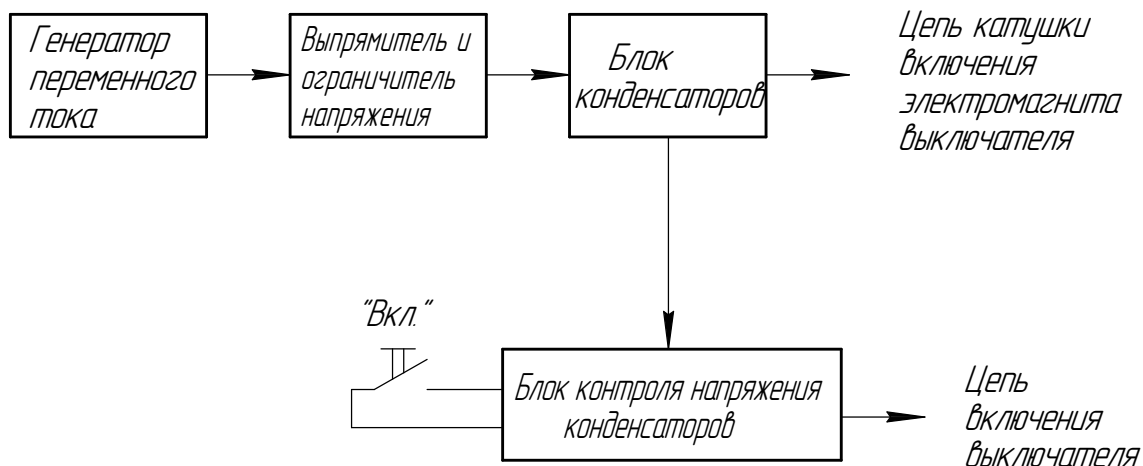 Генератор
переменного
тока
Выпрямитель и
ограничитель
напряжения
Блок
конденсаторов
Цепь катушки
включения
электромагнита
выключателя
"Вкл."
Блок контроля напряжения
конденсаторов
Цепь
включения
выключателя